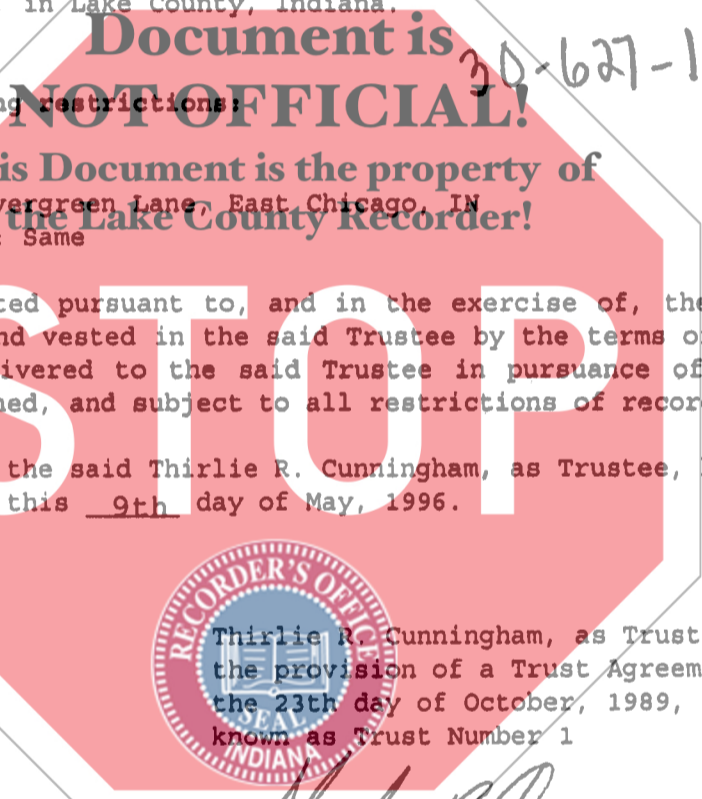 in Lake County, Indiana.
Document is
30-627-1
ng restrictions:
NOT OFFICIAL!
is Document is the property of
vergreen Lane, East Chicago, IN
the Lake County Recorder!
: Same
ted pursuant to, and in the exercise of, the
nd vested in the said Trustee by the terms o
ivered to the said Trustee in pursuance of
ned, and subject to all restrictions of recor
STOP
the said Thirlie R. Cunningham, as Trustee,
this 9th day of May, 1996.
RECORDER'S OFFICE
Thirlie R. Cunningham, as Trust
the provision of a Trust Agreem
the 23th day of October, 1989,
SEAL
known as Trust Number 1
INDIANA